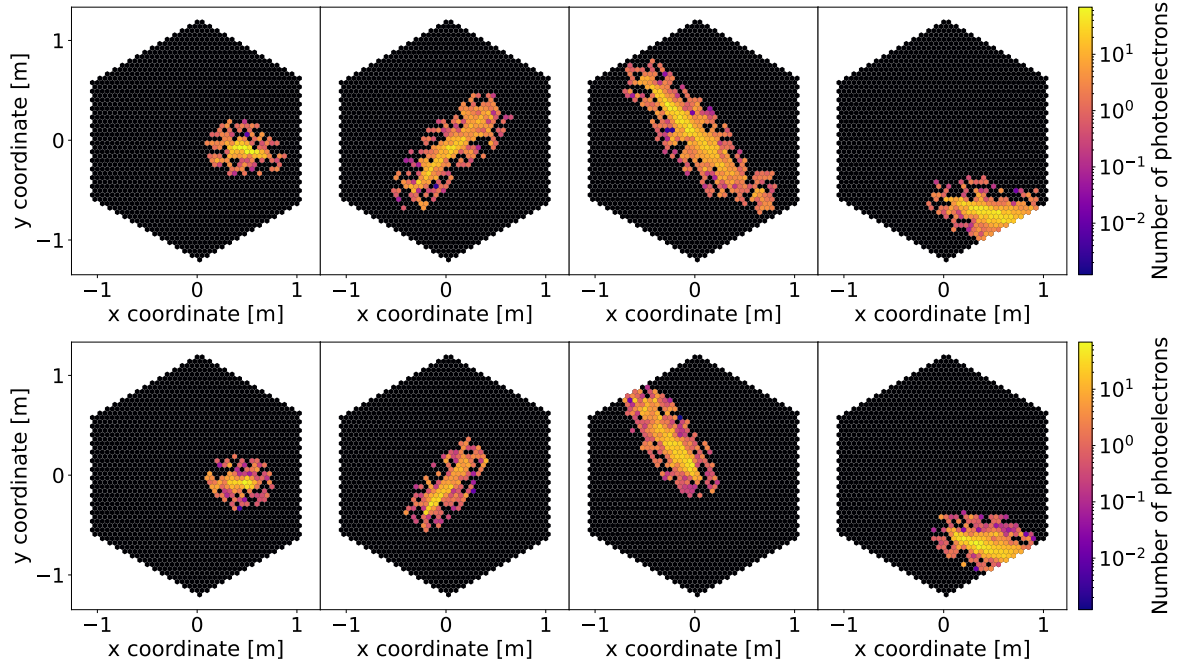 1
0
−1
y coordinate [m]
−1 0 1
x coordinate [m]
−1 0 1
x coordinate [m]
−1 0 1
x coordinate [m]
−1 0 1
x coordinate [m]
10¹
10⁰
10⁻¹
10⁻²
Number of photoelectrons
1
0
−1
y coordinate [m]
−1 0 1
x coordinate [m]
−1 0 1
x coordinate [m]
−1 0 1
x coordinate [m]
−1 0 1
x coordinate [m]
10¹
10⁰
10⁻¹
10⁻²
Number of photoelectrons